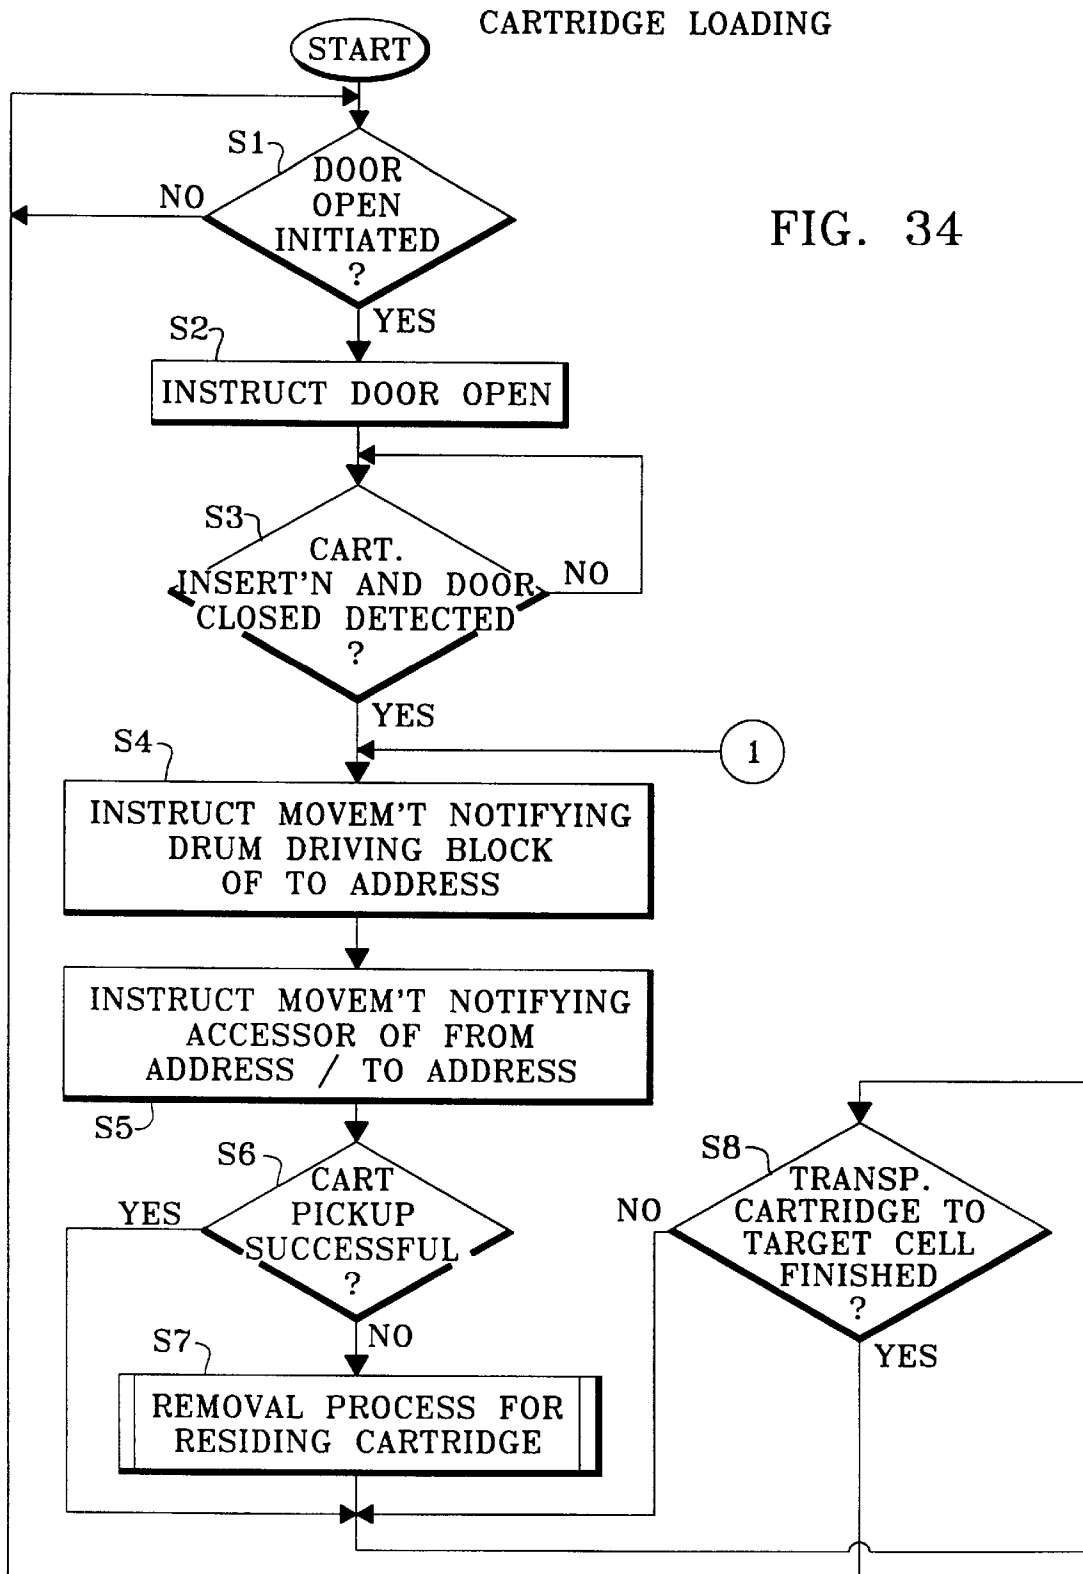 CARTRIDGE LOADING
START
S1
DOOR
OPEN
INITIATED
?
NO
FIG. 34
YES
S2
INSTRUCT DOOR OPEN
S3
CART.
INSERT'N AND DOOR
CLOSED DETECTED
?
NO
YES
1
S4
INSTRUCT MOVEM'T NOTIFYING
DRUM DRIVING BLOCK
OF TO ADDRESS
INSTRUCT MOVEM'T NOTIFYING
ACCESSOR OF FROM
ADDRESS / TO ADDRESS
S5
S6
CART
PICKUP
SUCCESSFUL
?
YES
NO
S7
REMOVAL PROCESS FOR
RESIDING CARTRIDGE
S8
TRANSP.
CARTRIDGE TO
TARGET CELL
FINISHED
?
NO
YES